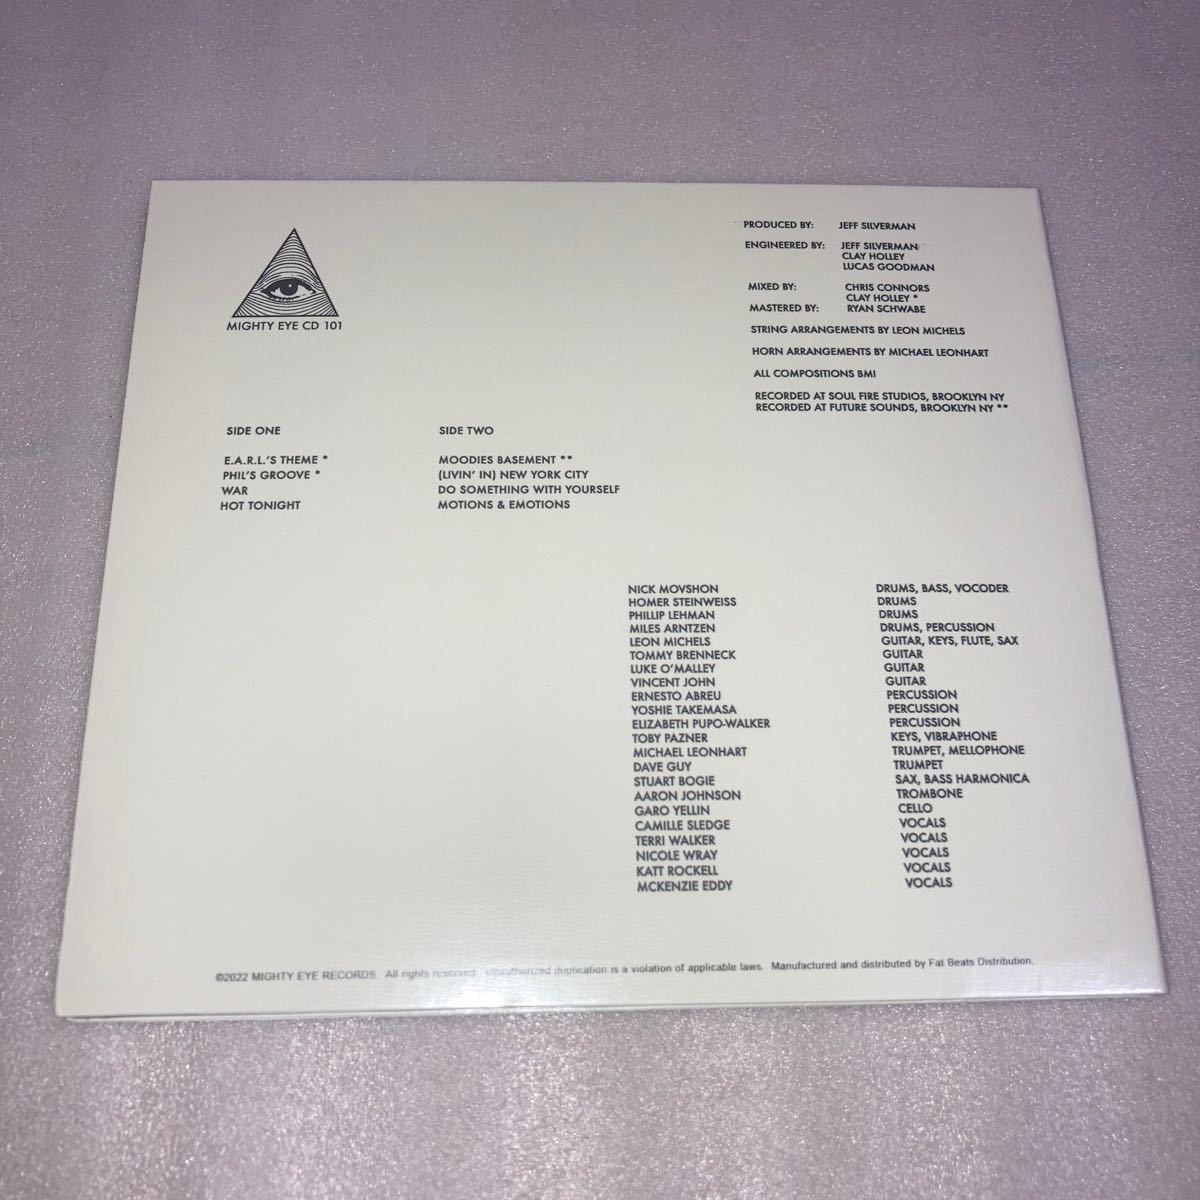 MIGHTY EYE CD 101
PRODUCED BY: JEFF SILVERMAN
ENGINEERED BY: JEFF SILVERMAN
CLAY HOLLEY
LUCAS GOODMAN
MIXED BY: CHRIS CONNORS
CLAY HOLLEY *
MASTERED BY: RYAN SCHWABE
STRING ARRANGEMENTS BY LEON MICHELS
HORN ARRANGEMENTS BY MICHAEL LEONHART
ALL COMPOSITIONS BMI
RECORDED AT SOUL FIRE STUDIOS, BROOKLYN NY
RECORDED AT FUTURE SOUNDS, BROOKLYN NY **
SIDE ONE
E.A.R.L.'S THEME *
PHIL'S GROOVE *
WAR
HOT TONIGHT
SIDE TWO
MOODIES BASEMENT **
(LIVIN' IN) NEW YORK CITY
DO SOMETHING WITH YOURSELF
MOTIONS & EMOTIONS
NICK MOVSHON DRUMS, BASS, VOCODER
HOMER STEINWEISS DRUMS
PHILLIP LEHMAN DRUMS
MILES ARNTZEN DRUMS, PERCUSSION
LEON MICHELS GUITAR, KEYS, FLUTE, SAX
TOMMY BRENNECK GUITAR
LUKE O'MALLEY GUITAR
VINCENT JOHN GUITAR
ERNESTO ABREU PERCUSSION
YOSHIE TAKEMASA PERCUSSION
ELIZABETH PUPO-WALKER PERCUSSION
TOBY PAZNER KEYS, VIBRAPHONE
MICHAEL LEONHART TRUMPET, MELLOPHONE
DAVE GUY TRUMPET
STUART BOGIE SAX, BASS HARMONICA
AARON JOHNSON TROMBONE
GARO YELLIN CELLO
CAMILLE SLEDGE VOCALS
TERRI WALKER VOCALS
NICOLE WRAY VOCALS
KATT ROCKELL VOCALS
MCKENZIE EDDY VOCALS
©2022 MIGHTY EYE RECORDS. All rights reserved. Unauthorized duplication is a violation of applicable laws. Manufactured and distributed by Fat Beats Distribution.